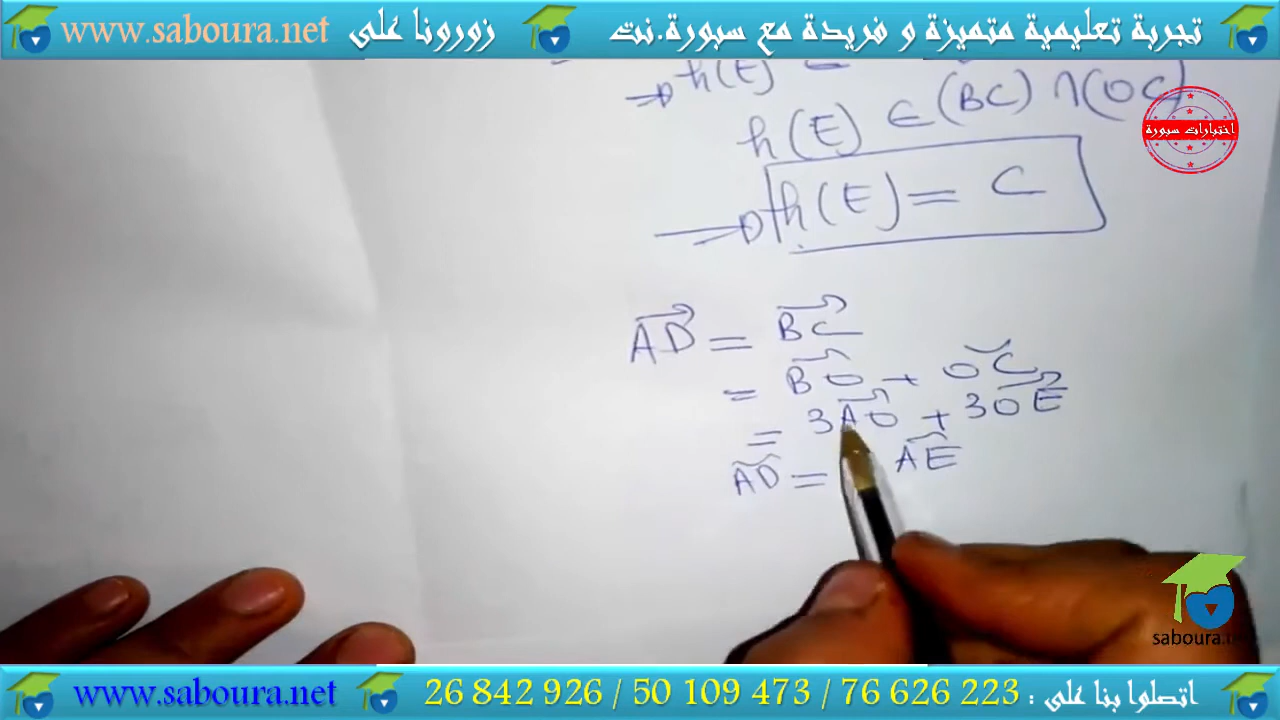 تجربة تعليمية متميزة و فريدة مع سبورة.نت زورونا على www.saboura.net
→ h(E) ∈
h(E) ∈ (BC) ∩ (OC)
اختبارات سبورة
→ h(E) = C
AD = BC
= BO + OC
= 3AO + 3OE
AD = AE
saboura.n
www.saboura.net اتصلوا بنا على : 26 842 926 / 50 109 473 / 76 626 223